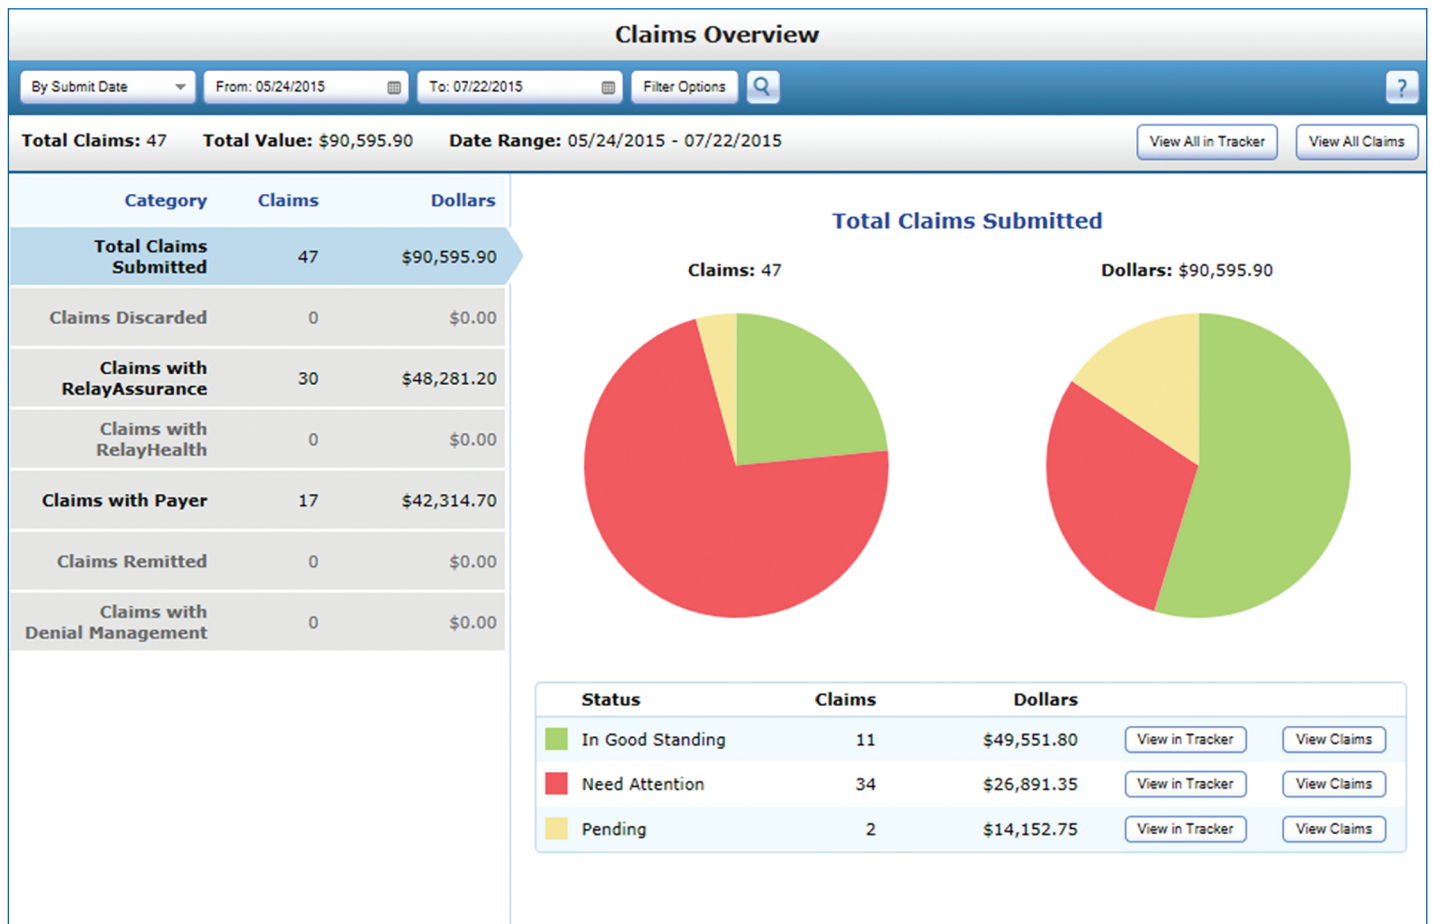 Claims Overview
By Submit Date From: 05/24/2015 To: 07/22/2015 Filter Options ?
Total Claims: 47 Total Value: $90,595.90 Date Range: 05/24/2015 - 07/22/2015 View All in Tracker View All Claims
Category Claims Dollars
Total Claims
Submitted 47 $90,595.90
Claims Discarded 0 $0.00
Claims with
RelayAssurance 30 $48,281.20
Claims with
RelayHealth 0 $0.00
Claims with Payer 17 $42,314.70
Claims Remitted 0 $0.00
Claims with
Denial Management 0 $0.00
Total Claims Submitted
Claims: 47 Dollars: $90,595.90
Status Claims Dollars
In Good Standing 11 $49,551.80 View in Tracker View Claims
Need Attention 34 $26,891.35 View in Tracker View Claims
Pending 2 $14,152.75 View in Tracker View Claims